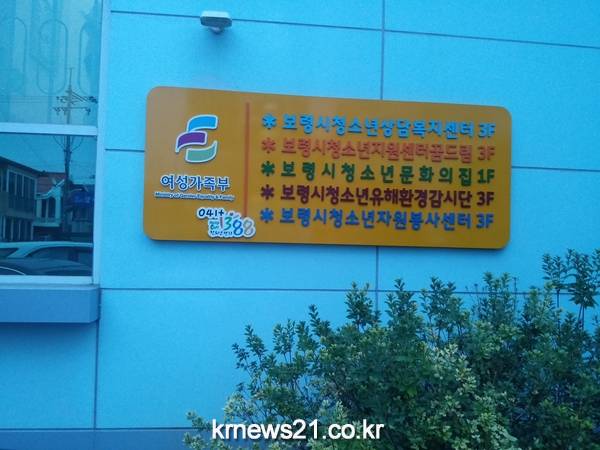 여성가족부
Ministry of Gender Equality & Family
041+
1388
✱ 보령시청소년상담복지센터 3F
✱ 보령시청소년지원센터꿈드림 3F
✱ 보령시청소년문화의집 1F
✱ 보령시청소년유해환경감시단 3F
✱ 보령시청소년자원봉사센터 3F
krnews21.co.kr